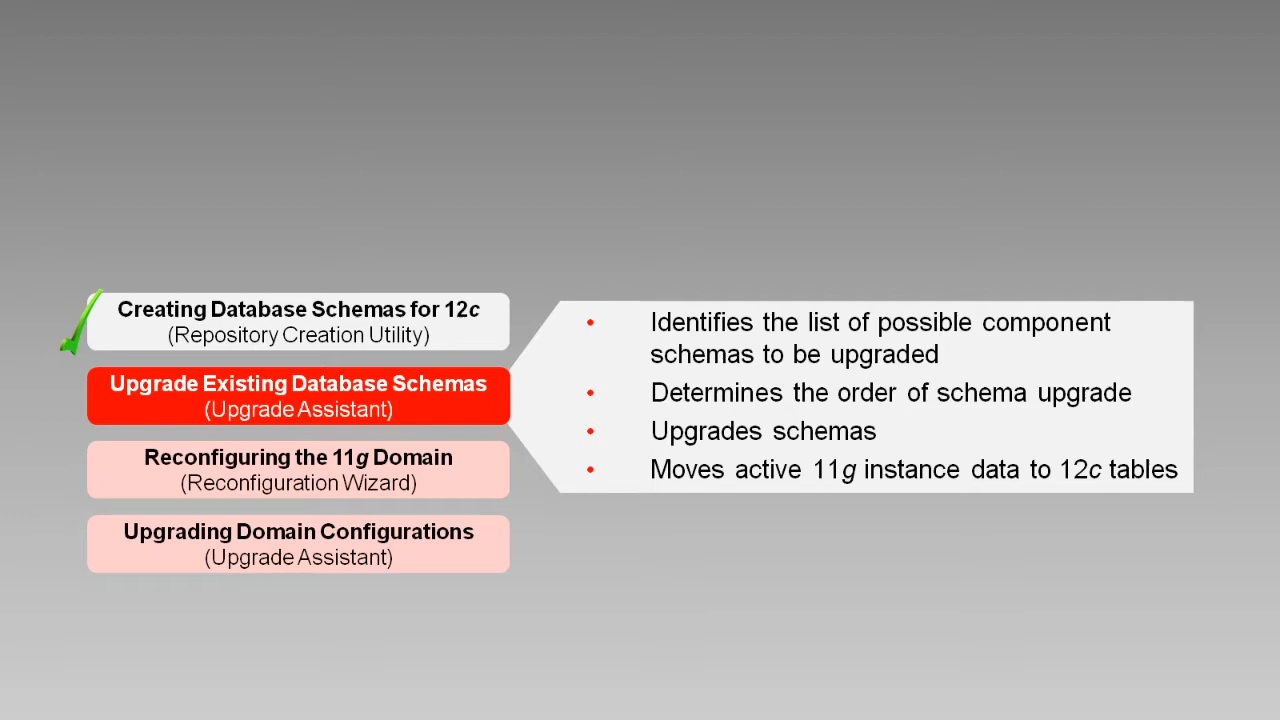 Creating Database Schemas for 12c
(Repository Creation Utility)
Upgrade Existing Database Schemas
(Upgrade Assistant)
Reconfiguring the 11g Domain
(Reconfiguration Wizard)
Upgrading Domain Configurations
(Upgrade Assistant)
• Identifies the list of possible component
schemas to be upgraded
• Determines the order of schema upgrade
• Upgrades schemas
• Moves active 11g instance data to 12c tables